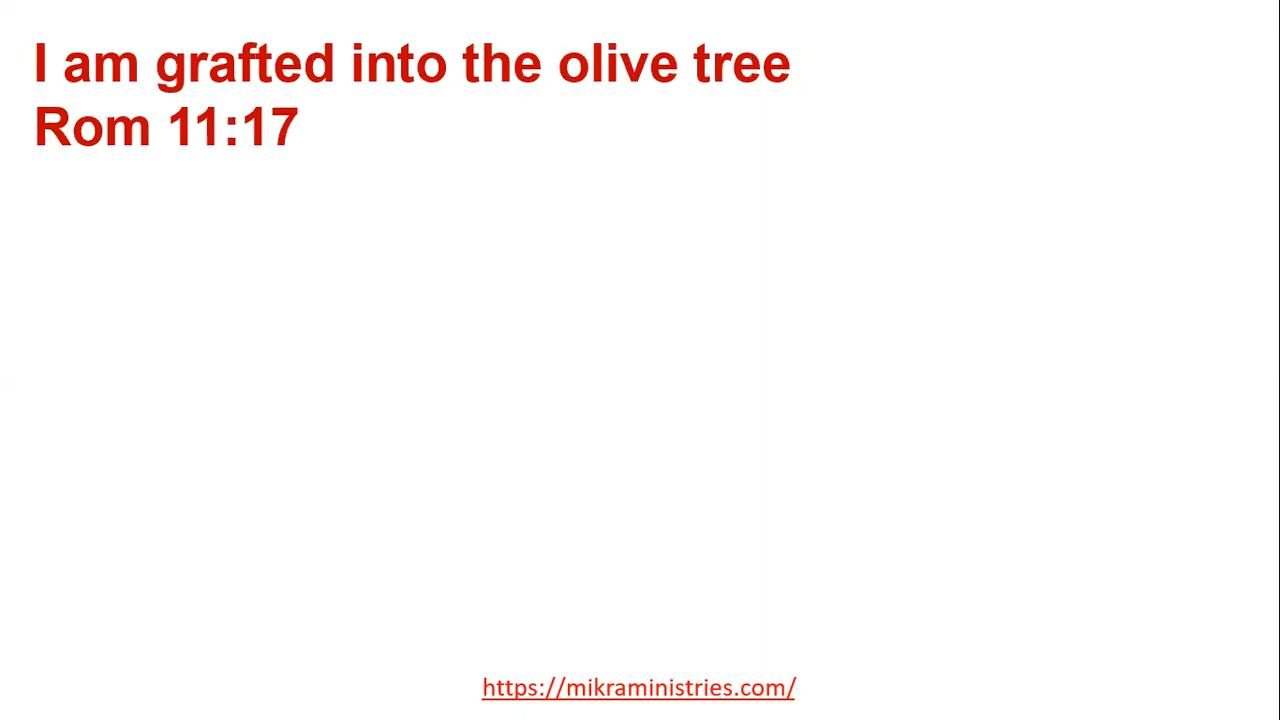 I am grafted into the olive tree
Rom 11:17
https://mikraministries.com/